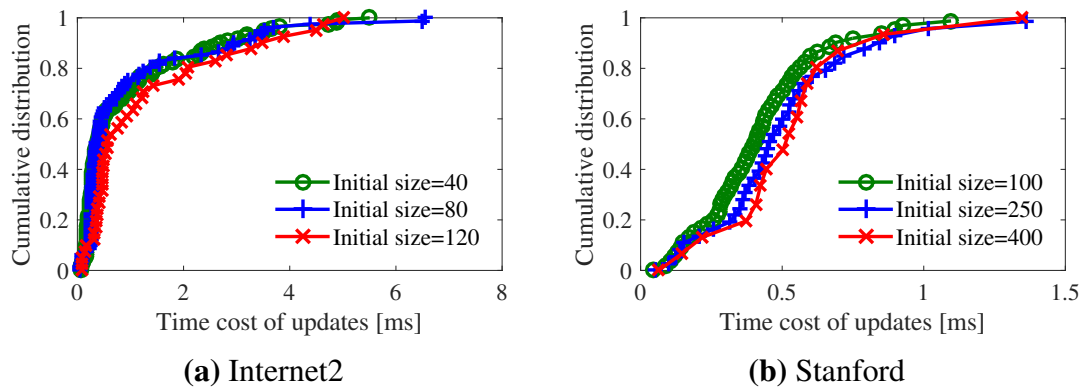 Cumulative distribution
1
0.8
0.6
0.4
0.2
0
0
2
4
6
8
Initial size=40
Initial size=80
Initial size=120
Time cost of updates [ms]
(a) Internet2
Cumulative distribution
1
0.8
0.6
0.4
0.2
0
0
0.5
1
1.5
Initial size=100
Initial size=250
Initial size=400
Time cost of updates [ms]
(b) Stanford